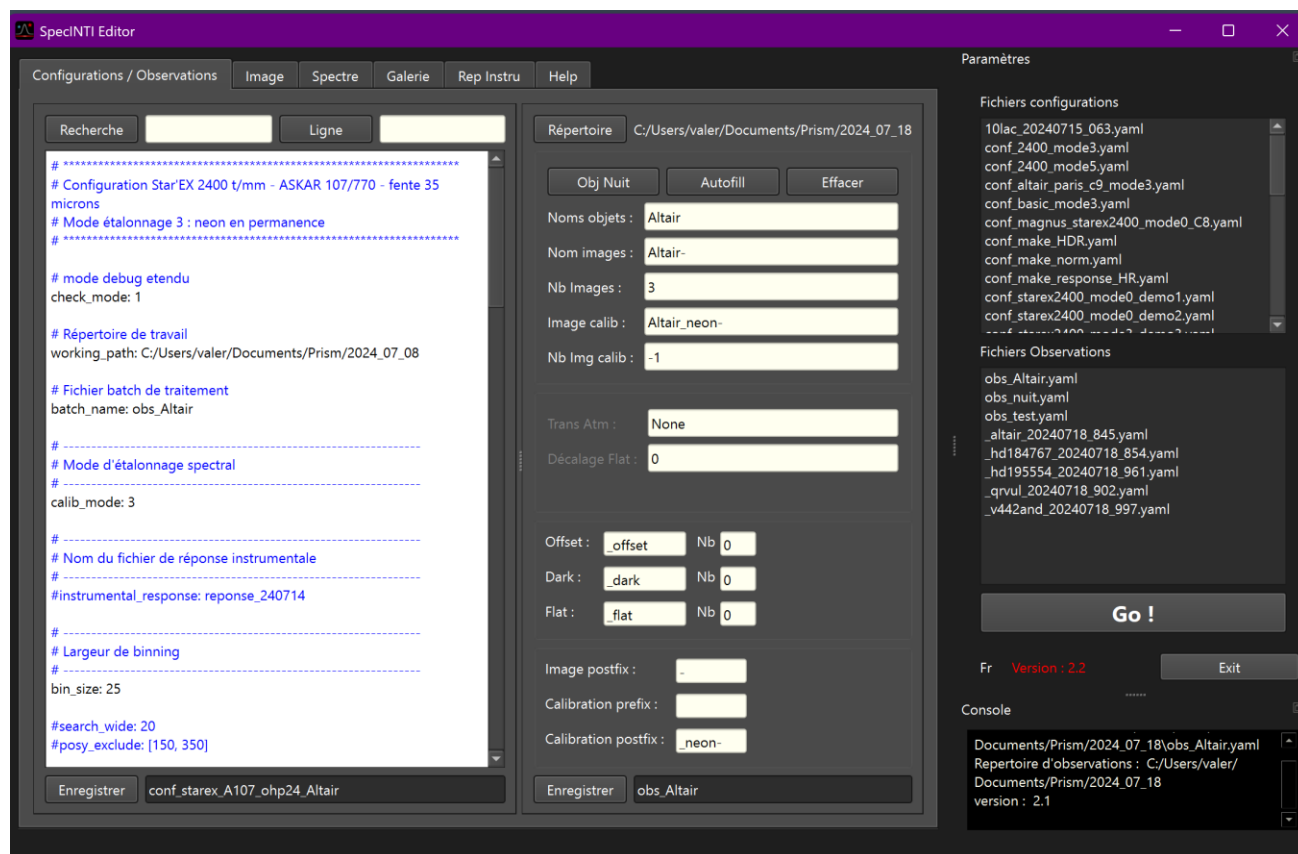 SpecINTI Editor
Configurations / Observations
Image
Spectre
Galerie
Rep Instru
Help
Recherche
Ligne
# ********************************************************************
# Configuration Star'EX 2400 t/mm - ASKAR 107/770 - fente 35
microns
# Mode étalonnage 3 : neon en permanence
# ********************************************************************
# mode debug etendu
check_mode: 1
# Répertoire de travail
working_path: C:/Users/valer/Documents/Prism/2024_07_08
# Fichier batch de traitement
batch_name: obs_Altair
# --------------------------------------------------------------
# Mode d'étalonnage spectral
# --------------------------------------------------------------
calib_mode: 3
# --------------------------------------------------------------
# Nom du fichier de réponse instrumentale
# --------------------------------------------------------------
#instrumental_response: reponse_240714
# --------------------------------------------------------------
# Largeur de binning
# --------------------------------------------------------------
bin_size: 25
#search_wide: 20
#posy_exclude: [150, 350]
Enregistrer conf_starex_A107_ohp24_Altair
Répertoire C:/Users/valer/Documents/Prism/2024_07_18
Obj Nuit
Autofill
Effacer
Noms objets : Altair
Nom images : Altair-
Nb Images : 3
Image calib : Altair_neon-
Nb Img calib : -1
Trans Atm : None
Décalage Flat : 0
Offset : _offset Nb 0
Dark : _dark Nb 0
Flat : _flat Nb 0
Image postfix : -
Calibration prefix :
Calibration postfix : _neon-
Enregistrer obs_Altair
Paramètres
Fichiers configurations
10lac_20240715_063.yaml
conf_2400_mode3.yaml
conf_2400_mode5.yaml
conf_altair_paris_c9_mode3.yaml
conf_basic_mode3.yaml
conf_magnus_starex2400_mode0_C8.yaml
conf_make_HDR.yaml
conf_make_norm.yaml
conf_make_response_HR.yaml
conf_starex2400_mode0_demo1.yaml
conf_starex2400_mode0_demo2.yaml
Fichiers Observations
obs_Altair.yaml
obs_nuit.yaml
obs_test.yaml
_altair_20240718_845.yaml
_hd184767_20240718_854.yaml
_hd195554_20240718_961.yaml
_qrvul_20240718_902.yaml
_v442and_20240718_997.yaml
Go !
Fr Version : 2.2 Exit
Console
Documents/Prism/2024_07_18\obs_Altair.yaml
Repertoire d'observations : C:/Users/valer/
Documents/Prism/2024_07_18
version : 2.1